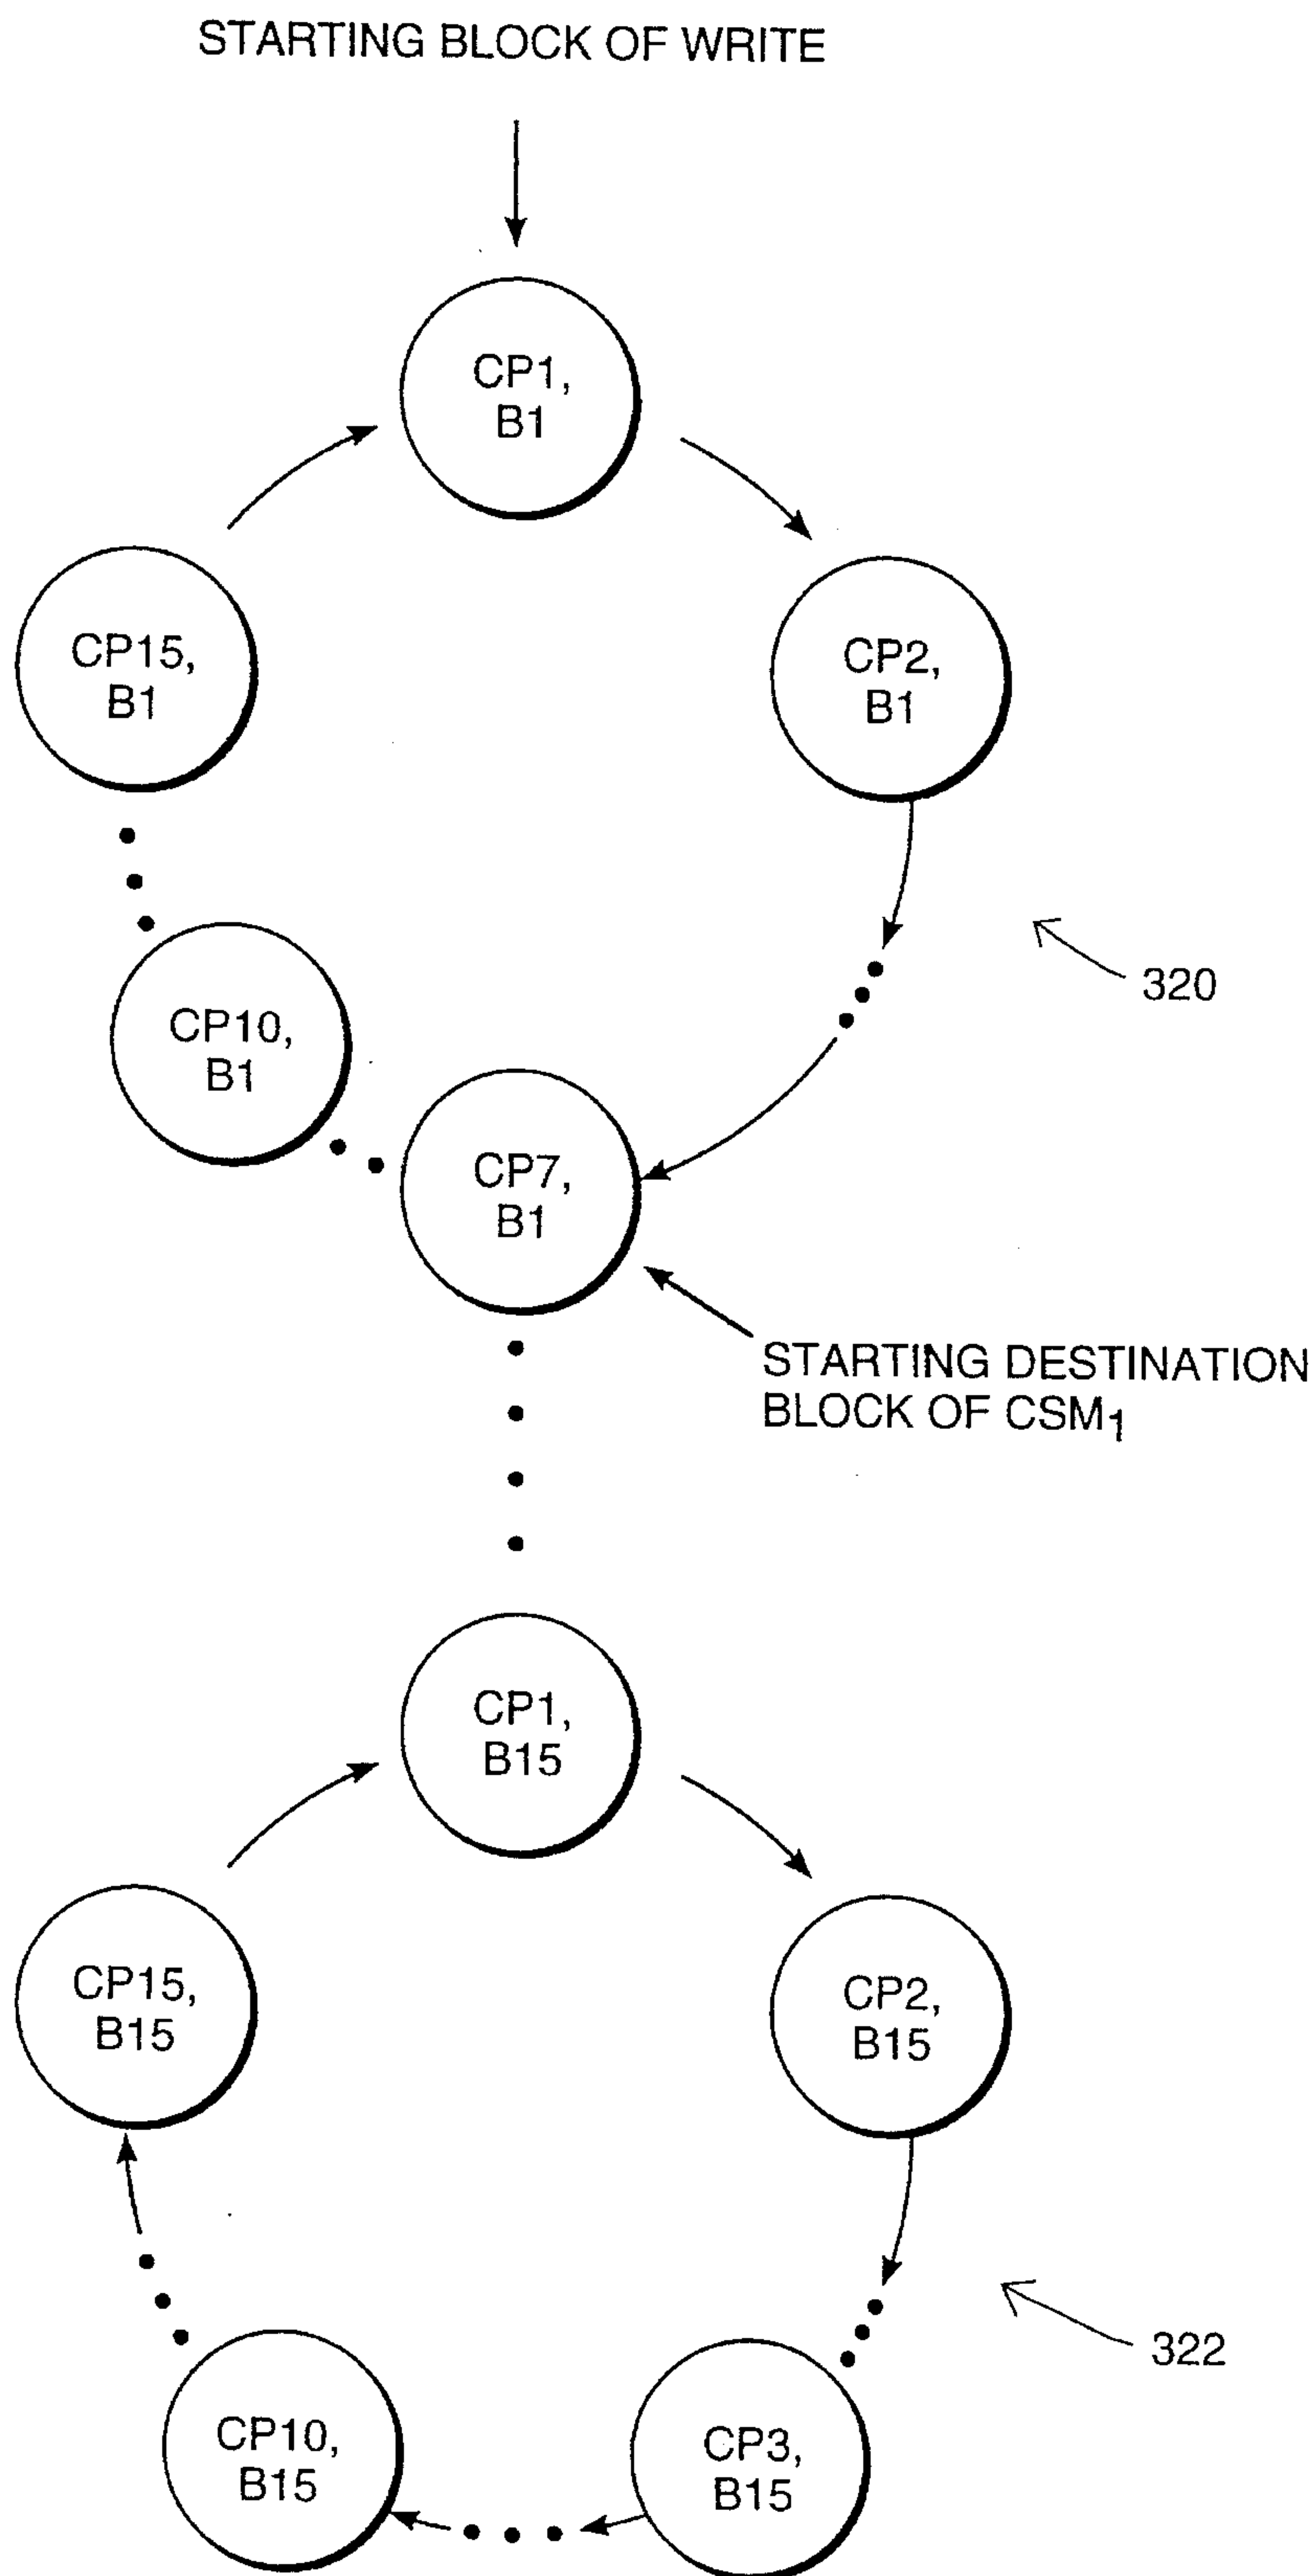 STARTING BLOCK OF WRITE
CP1,
B1
CP15,
B1
CP2,
B1
320
CP10,
B1
CP7,
B1
STARTING DESTINATION
BLOCK OF CSM₁
CP1,
B15
CP15,
B15
CP2,
B15
322
CP10,
B15
CP3,
B15